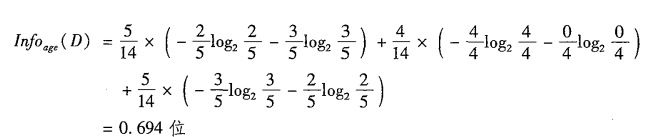 Info_age(D) = 5/14 × (−2/5 log₂ 2/5 − 3/5 log₂ 3/5) + 4/14 × (−4/4 log₂ 4/4 − 0/4 log₂ 0/4)
+ 5/14 × (−3/5 log₂ 3/5 − 2/5 log₂ 2/5)
= 0.694 位